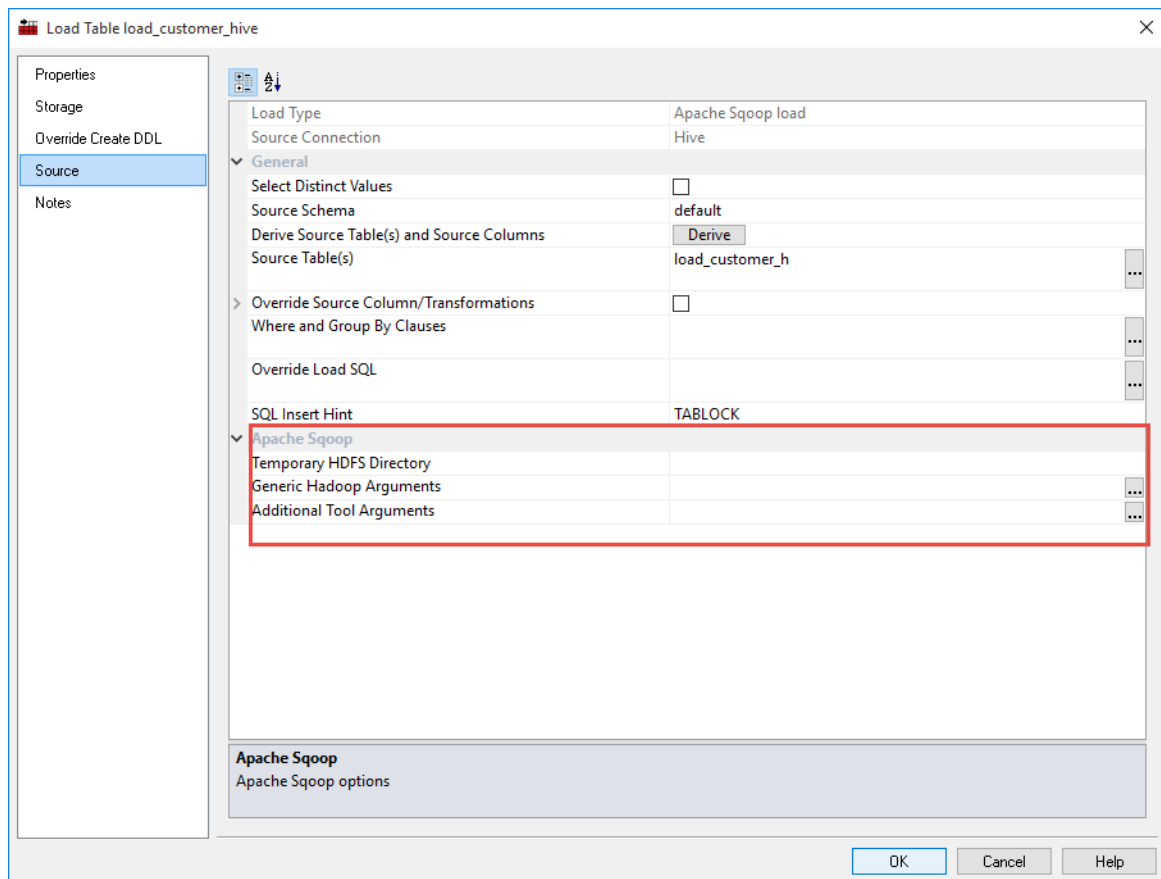 Load Table load_customer_hive
Properties
Storage
Override Create DDL
Source
Notes
Load Type Apache Sqoop load
Source Connection Hive
General
Select Distinct Values
Source Schema default
Derive Source Table(s) and Source Columns Derive
Source Table(s) load_customer_h
...
Override Source Column/Transformations
Where and Group By Clauses
...
Override Load SQL
...
SQL Insert Hint TABLOCK
Apache Sqoop
Temporary HDFS Directory
Generic Hadoop Arguments ...
Additional Tool Arguments ...
Apache Sqoop
Apache Sqoop options
OK Cancel Help